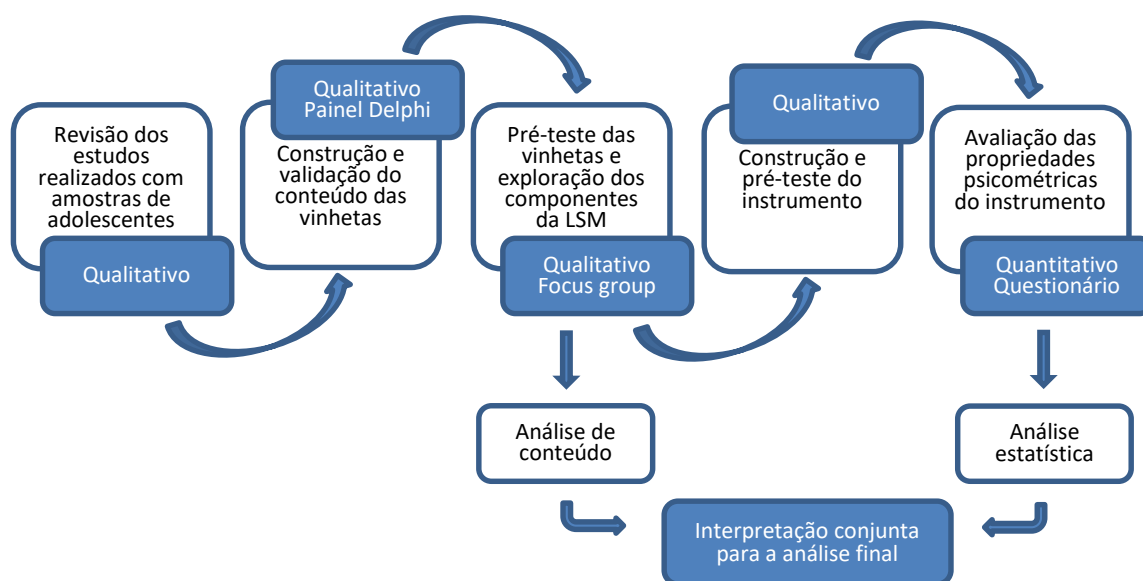 Revisão dos
estudos
realizados com
amostras de
adolescentes
Qualitativo
Qualitativo
Painel Delphi
Construção e
validação do
conteúdo das
vinhetas
Pré-teste das
vinhetas e
exploração dos
componentes
da LSM
Qualitativo
Focus group
Qualitativo
Construção e
pré-teste do
instrumento
Avaliação das
propriedades
psicométricas
do instrumento
Quantitativo
Questionário
Análise de
conteúdo
Análise
estatística
Interpretação conjunta
para a análise final